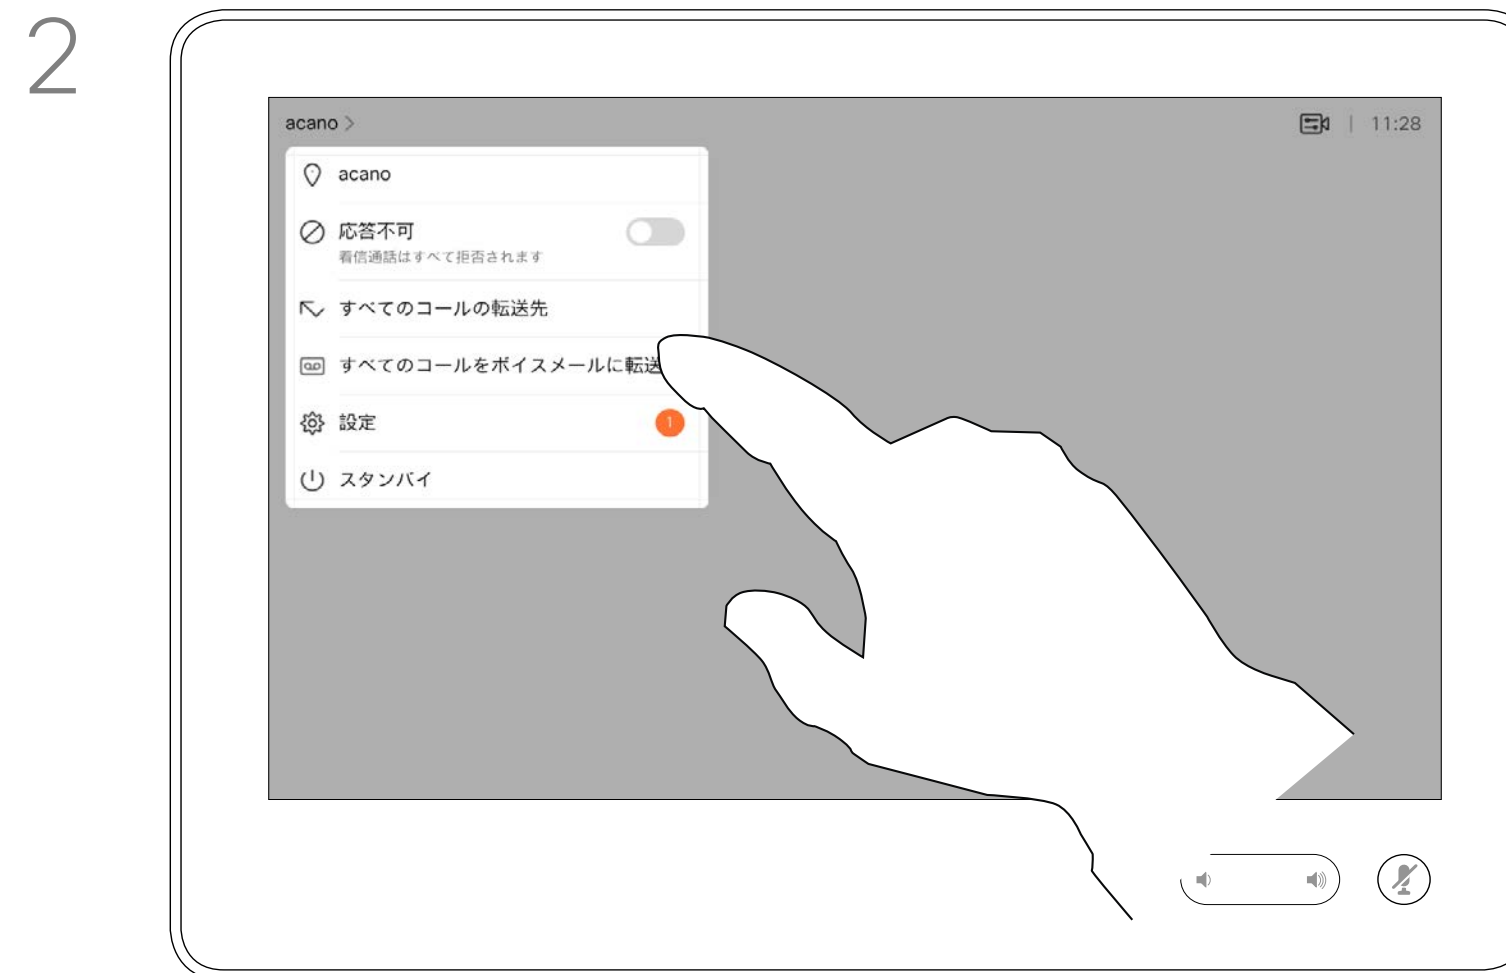 2
acano >
11:28
acano
応答不可
着信通話はすべて拒否されます
すべてのコールの転送先
すべてのコールをボイスメールに転送
設定
1
スタンバイ